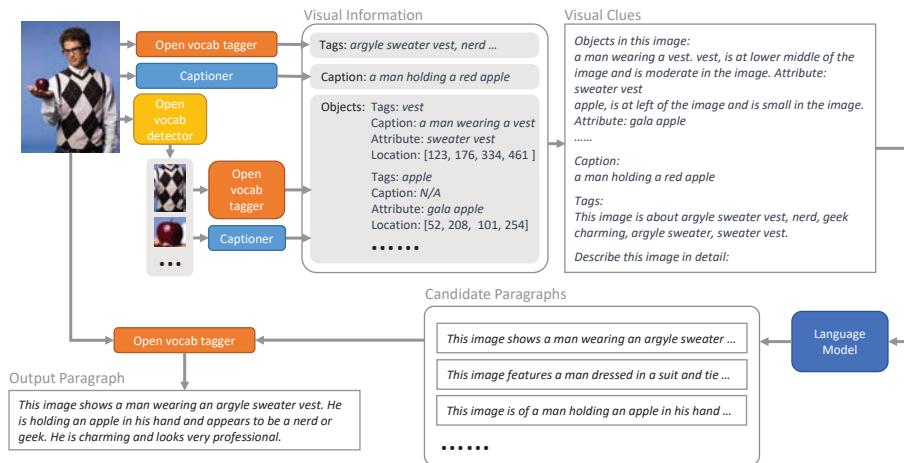 Visual Information
Visual Clues
Open vocab tagger
Captioner
Open
vocab
detector
Open
vocab
tagger
Captioner
Tags: argyle sweater vest, nerd ...
Caption: a man holding a red apple
Objects:
Tags: vest
Caption: a man wearing a vest
Attribute: sweater vest
Location: [123, 176, 334, 461 ]
Tags: apple
Caption: N/A
Attribute: gala apple
Location: [52, 208, 101, 254]
Objects in this image:
a man wearing a vest. vest, is at lower middle of the
image and is moderate in the image. Attribute:
sweater vest
apple, is at left of the image and is small in the image.
Attribute: gala apple
......
Caption:
a man holding a red apple
Tags:
This image is about argyle sweater vest, nerd, geek
charming, argyle sweater, sweater vest.
Describe this image in detail:
Language
Model
Candidate Paragraphs
This image shows a man wearing an argyle sweater ...
This image features a man dressed in a suit and tie ...
This image is of a man holding an apple in his hand ...
Open vocab tagger
Output Paragraph
This image shows a man wearing an argyle sweater vest. He
is holding an apple in his hand and appears to be a nerd or
geek. He is charming and looks very professional.